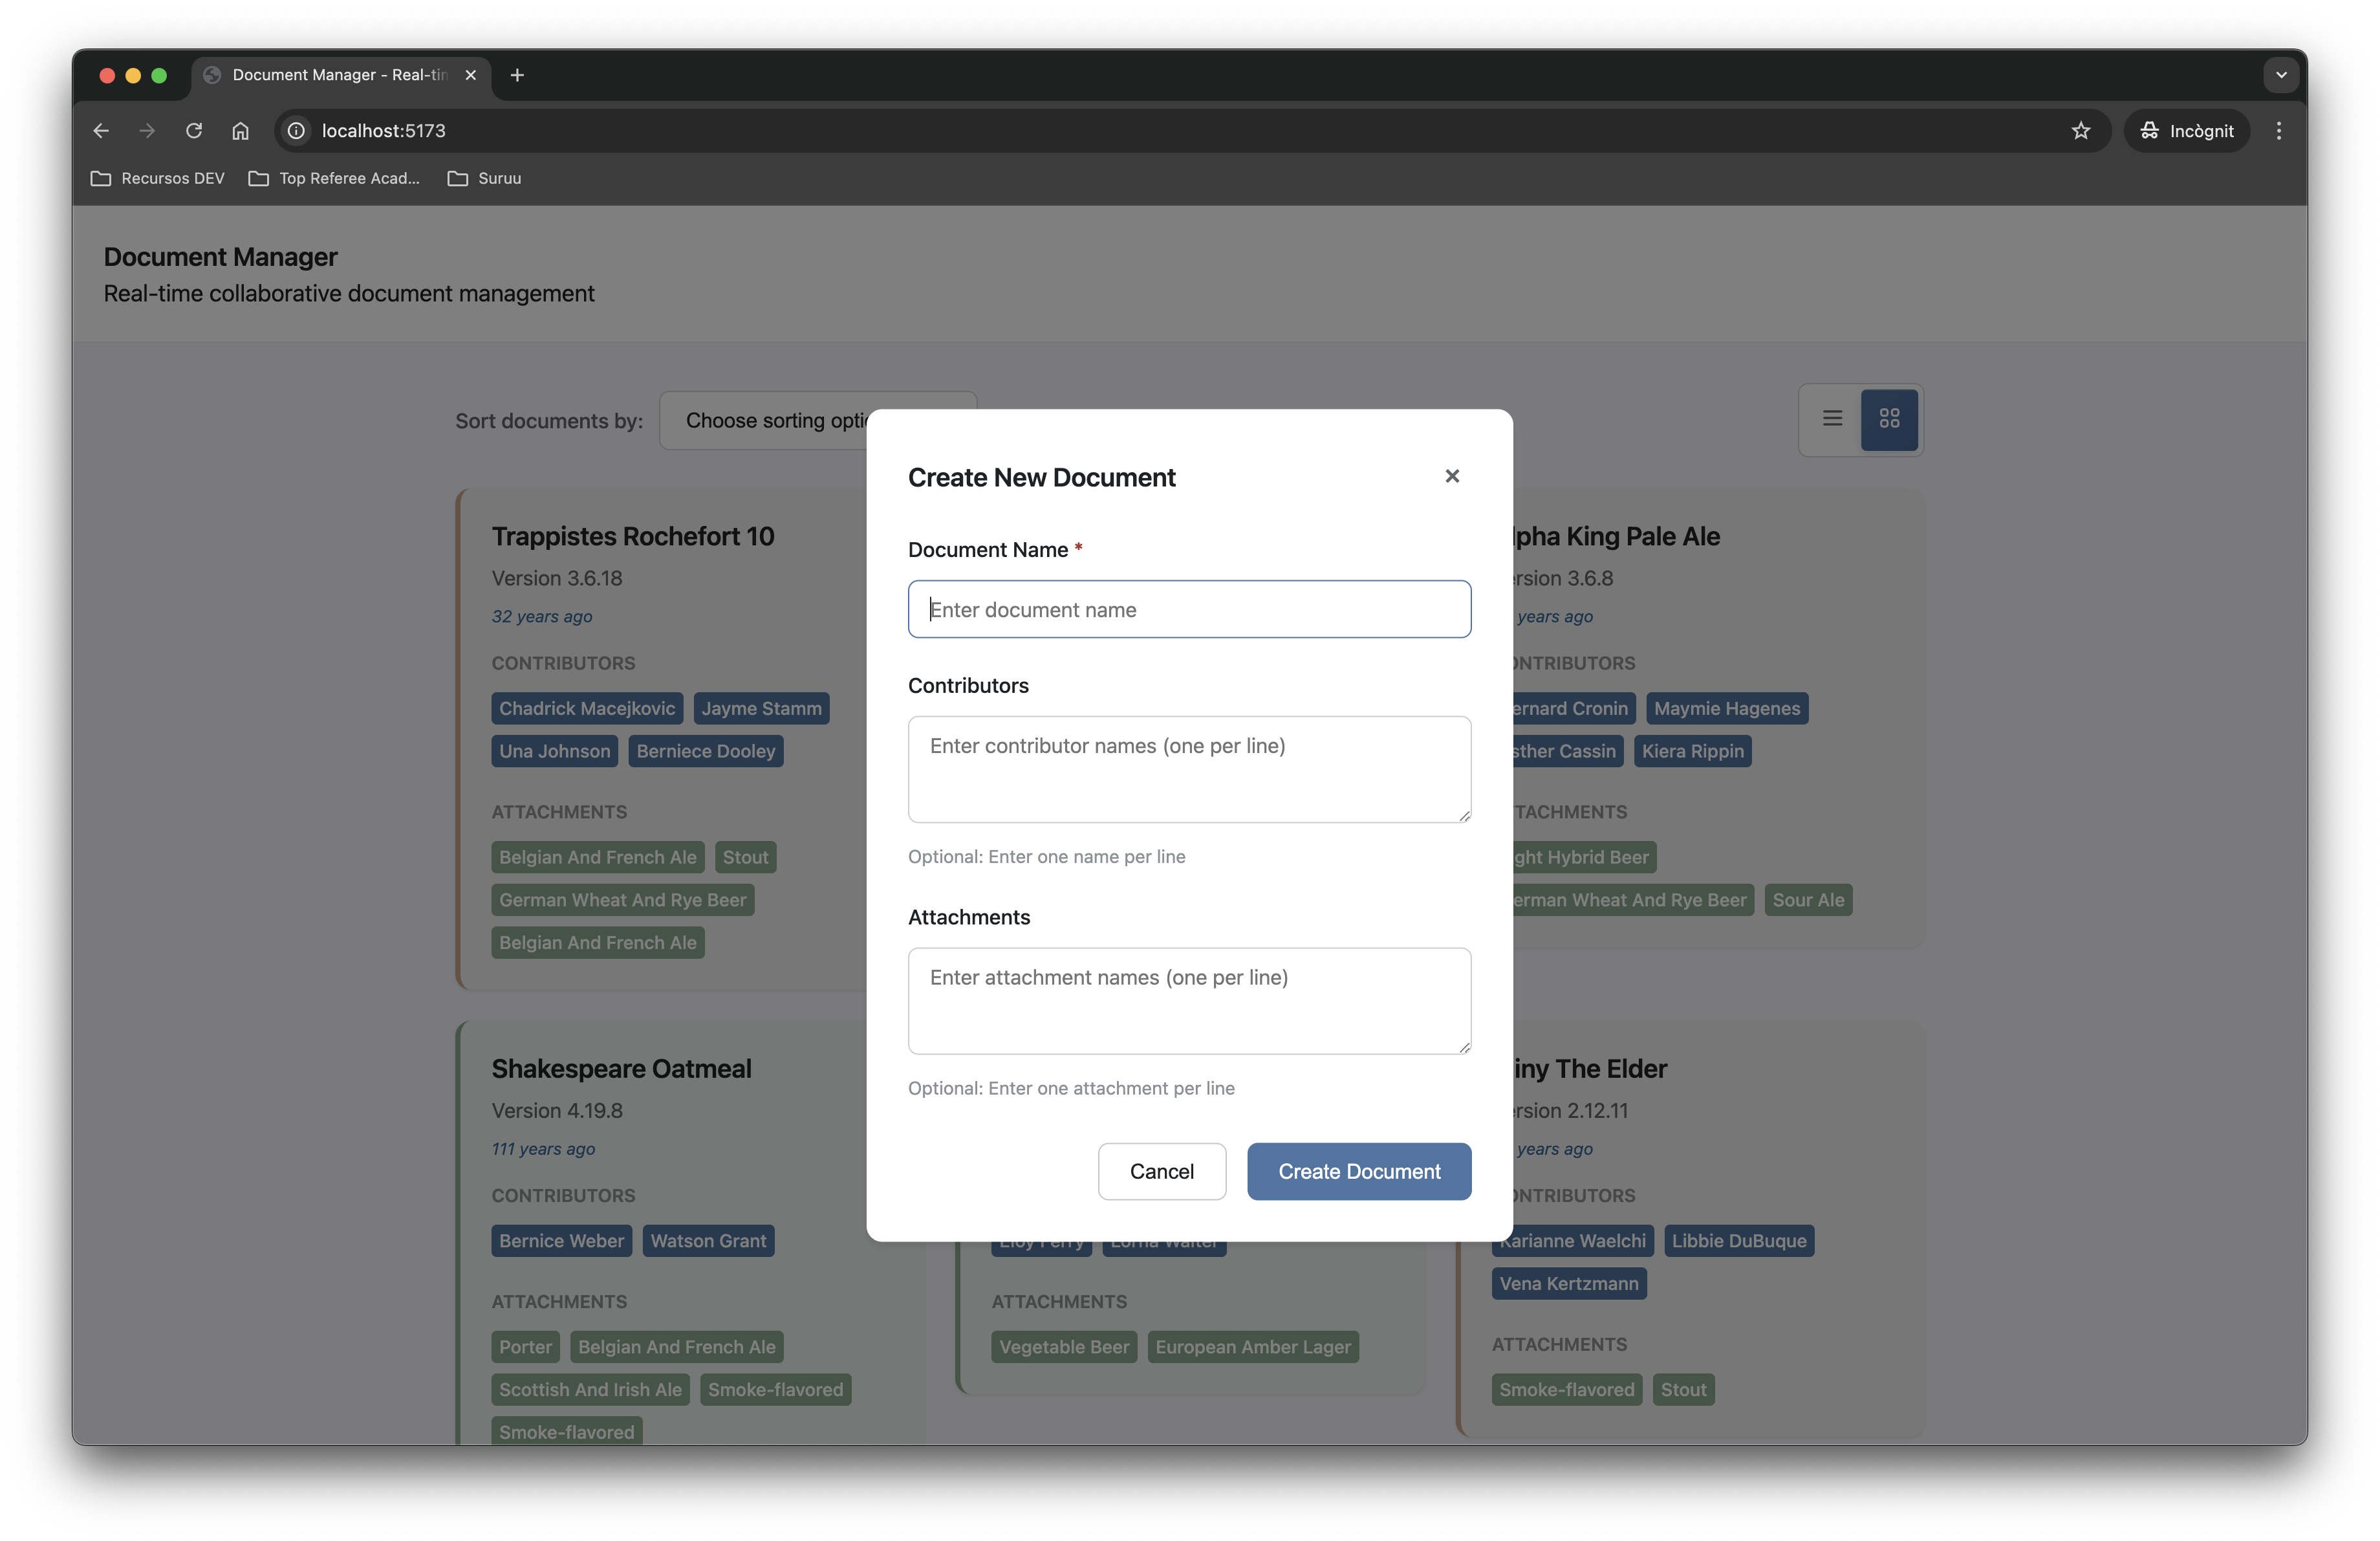 Document Manager - Real-tim
localhost:5173
Incògnit
Recursos DEV
Top Referee Acad...
Suruu
Document Manager
Real-time collaborative document management
Sort documents by:
Choose sorting opti
Trappistes Rochefort 10
Version 3.6.18
32 years ago
CONTRIBUTORS
Chadrick Macejkovic
Jayme Stamm
Una Johnson
Berniece Dooley
ATTACHMENTS
Belgian And French Ale
Stout
German Wheat And Rye Beer
Belgian And French Ale
Create New Document
Document Name *
Enter document name
Contributors
Enter contributor names (one per line)
Optional: Enter one name per line
Attachments
Enter attachment names (one per line)
Optional: Enter one attachment per line
Cancel
Create Document
lpha King Pale Ale
rsion 3.6.8
years ago
ONTRIBUTORS
ernard Cronin
Maymie Hagenes
sther Cassin
Kiera Rippin
TACHMENTS
ght Hybrid Beer
erman Wheat And Rye Beer
Sour Ale
Shakespeare Oatmeal
Version 4.19.8
111 years ago
CONTRIBUTORS
Bernice Weber
Watson Grant
ATTACHMENTS
Porter
Belgian And French Ale
Scottish And Irish Ale
Smoke-flavored
Smoke-flavored
Eloy Ferry
Lorna Walter
ATTACHMENTS
Vegetable Beer
European Amber Lager
iny The Elder
rsion 2.12.11
years ago
ONTRIBUTORS
Karianne Waelchi
Libbie DuBuque
Vena Kertzmann
ATTACHMENTS
Smoke-flavored
Stout